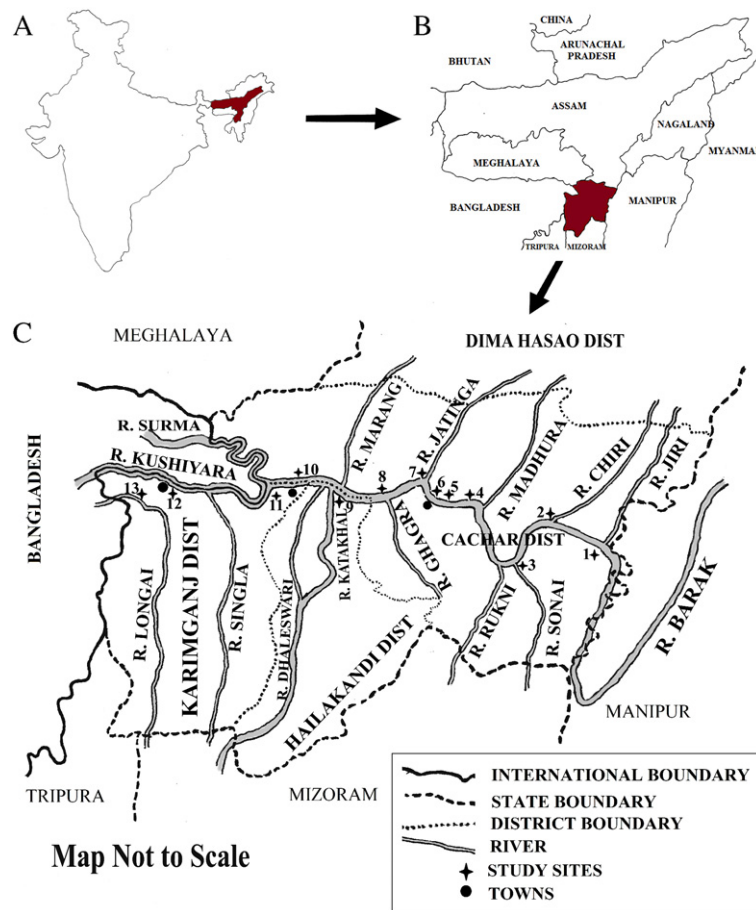 A
B
CHINA
ARUNACHAL
PRADESH
BHUTAN
ASSAM
NAGALAND
MYANMAR
MEGHALAYA
BANGLADESH
MANIPUR
TRIPURA
MIZORAM
C
MEGHALAYA
DIMA HASAO DIST
R. SURMA
R. KUSHIYARA
R. MARANG
R. JATINGA
R. MADHURA
R. CHIRI
R. JIRI
BANGLADESH
13
12
11
10
9
8
7
6
5
4
3
2
1
CACHAR DIST
R. LONGAI
KARIMGANJ DIST
R. SINGLA
R. DHALESWARI
R. KATAKHAL
R. GHAGRA
HAILAKANDI DIST
R. RUKNI
R. SONAI
R. BARAK
MANIPUR
TRIPURA
MIZORAM
Map Not to Scale
INTERNATIONAL BOUNDARY
STATE BOUNDARY
DISTRICT BOUNDARY
RIVER
STUDY SITES
TOWNS